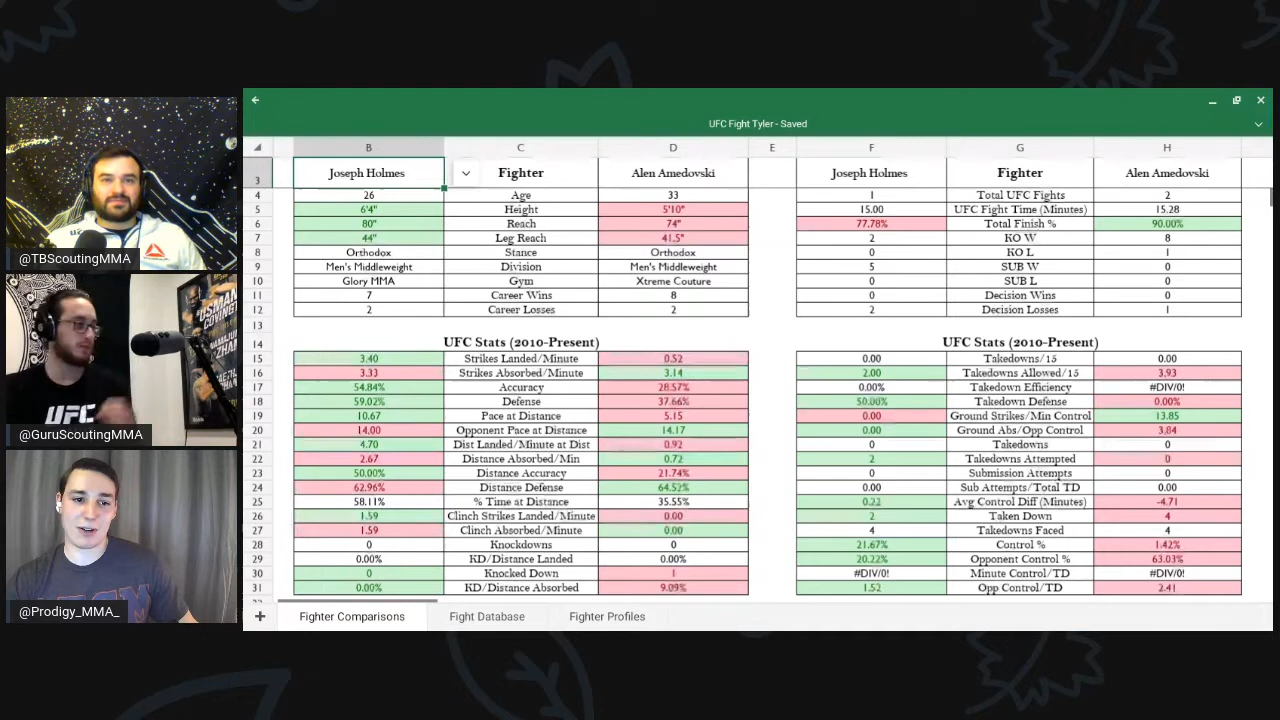 UFC Fight Tyler - Saved
B C D E F G H
3 Joseph Holmes Fighter Alen Amedovski Joseph Holmes Fighter Alen Amedovski
4 26 Age 33 1 Total UFC Fights 2
5 6'4" Height 5'10" 15.00 UFC Fight Time (Minutes) 15.28
6 80" Reach 74" 77.78% Total Finish % 90.00%
7 44" Leg Reach 41.5" 2 KO W 8
8 Orthodox Stance Orthodox 0 KO L 1
9 Men's Middleweight Division Men's Middleweight 5 SUB W 0
10 Glory MMA Gym Xtreme Couture 0 SUB L 0
11 7 Career Wins 8 0 Decision Wins 0
12 2 Career Losses 2 2 Decision Losses 1
13
14 UFC Stats (2010-Present) UFC Stats (2010-Present)
15 3.40 Strikes Landed/Minute 0.52 0.00 Takedowns/15 0.00
16 3.33 Strikes Absorbed/Minute 3.14 2.00 Takedowns Allowed/15 3.93
17 54.84% Accuracy 28.57% 0.00% Takedown Efficiency #DIV/0!
18 59.02% Defense 37.66% 50.00% Takedown Defense 0.00%
19 10.67 Pace at Distance 5.15 0.00 Ground Strikes/Min Control 13.85
20 14.00 Opponent Pace at Distance 14.17 0.00 Ground Abs/Opp Control 3.84
21 4.70 Dist Landed/Minute at Dist 0.92 0 Takedowns 0
22 2.67 Distance Absorbed/Min 0.72 2 Takedowns Attempted 0
23 50.00% Distance Accuracy 21.74% 0 Submission Attempts 0
24 62.96% Distance Defense 64.52% 0.00 Sub Attempts/Total TD 0.00
25 58.11% % Time at Distance 35.55% 0.22 Avg Control Diff (Minutes) -4.71
26 1.59 Clinch Strikes Landed/Minute 0.00 2 Taken Down 4
27 1.59 Clinch Absorbed/Minute 0.00 4 Takedowns Faced 4
28 0 Knockdowns 0 21.67% Control % 1.42%
29 0.00% KD/Distance Landed 0.00% 20.22% Opponent Control % 63.03%
30 0 Knocked Down 1 #DIV/0! Minute Control/TD #DIV/0!
31 0.00% KD/Distance Absorbed 9.09% 1.52 Opp Control/TD 2.41
Fighter Comparisons Fight Database Fighter Profiles
@TBScoutingMMA
USMAN
COVINGTON
UFC
@GuruScoutingMMA
@Prodigy_MMA_